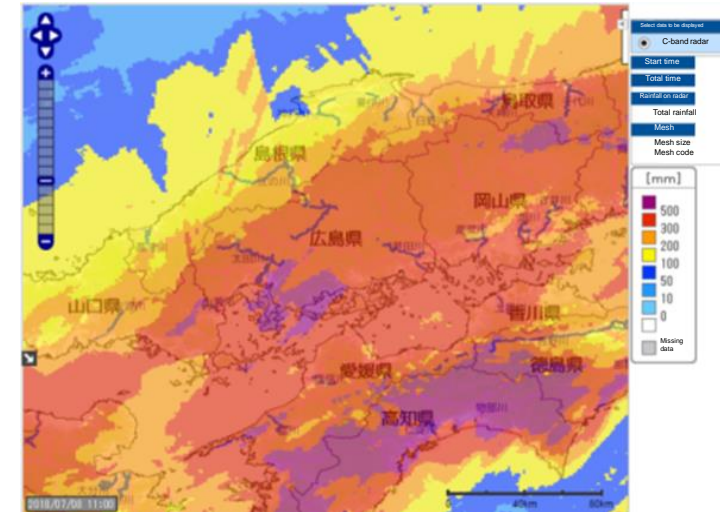 Select data to be displayed
C-band radar
Start time
Total time
Rainfall on radar
Total rainfall
Mesh
Mesh size
Mesh code
[mm]
500
300
200
100
50
10
0
Missing
data
鳥取県
島根県
岡山県
広島県
山口県
香川県
愛媛県
徳島県
高知県
2018/07/08 11:00
0 40km 80km